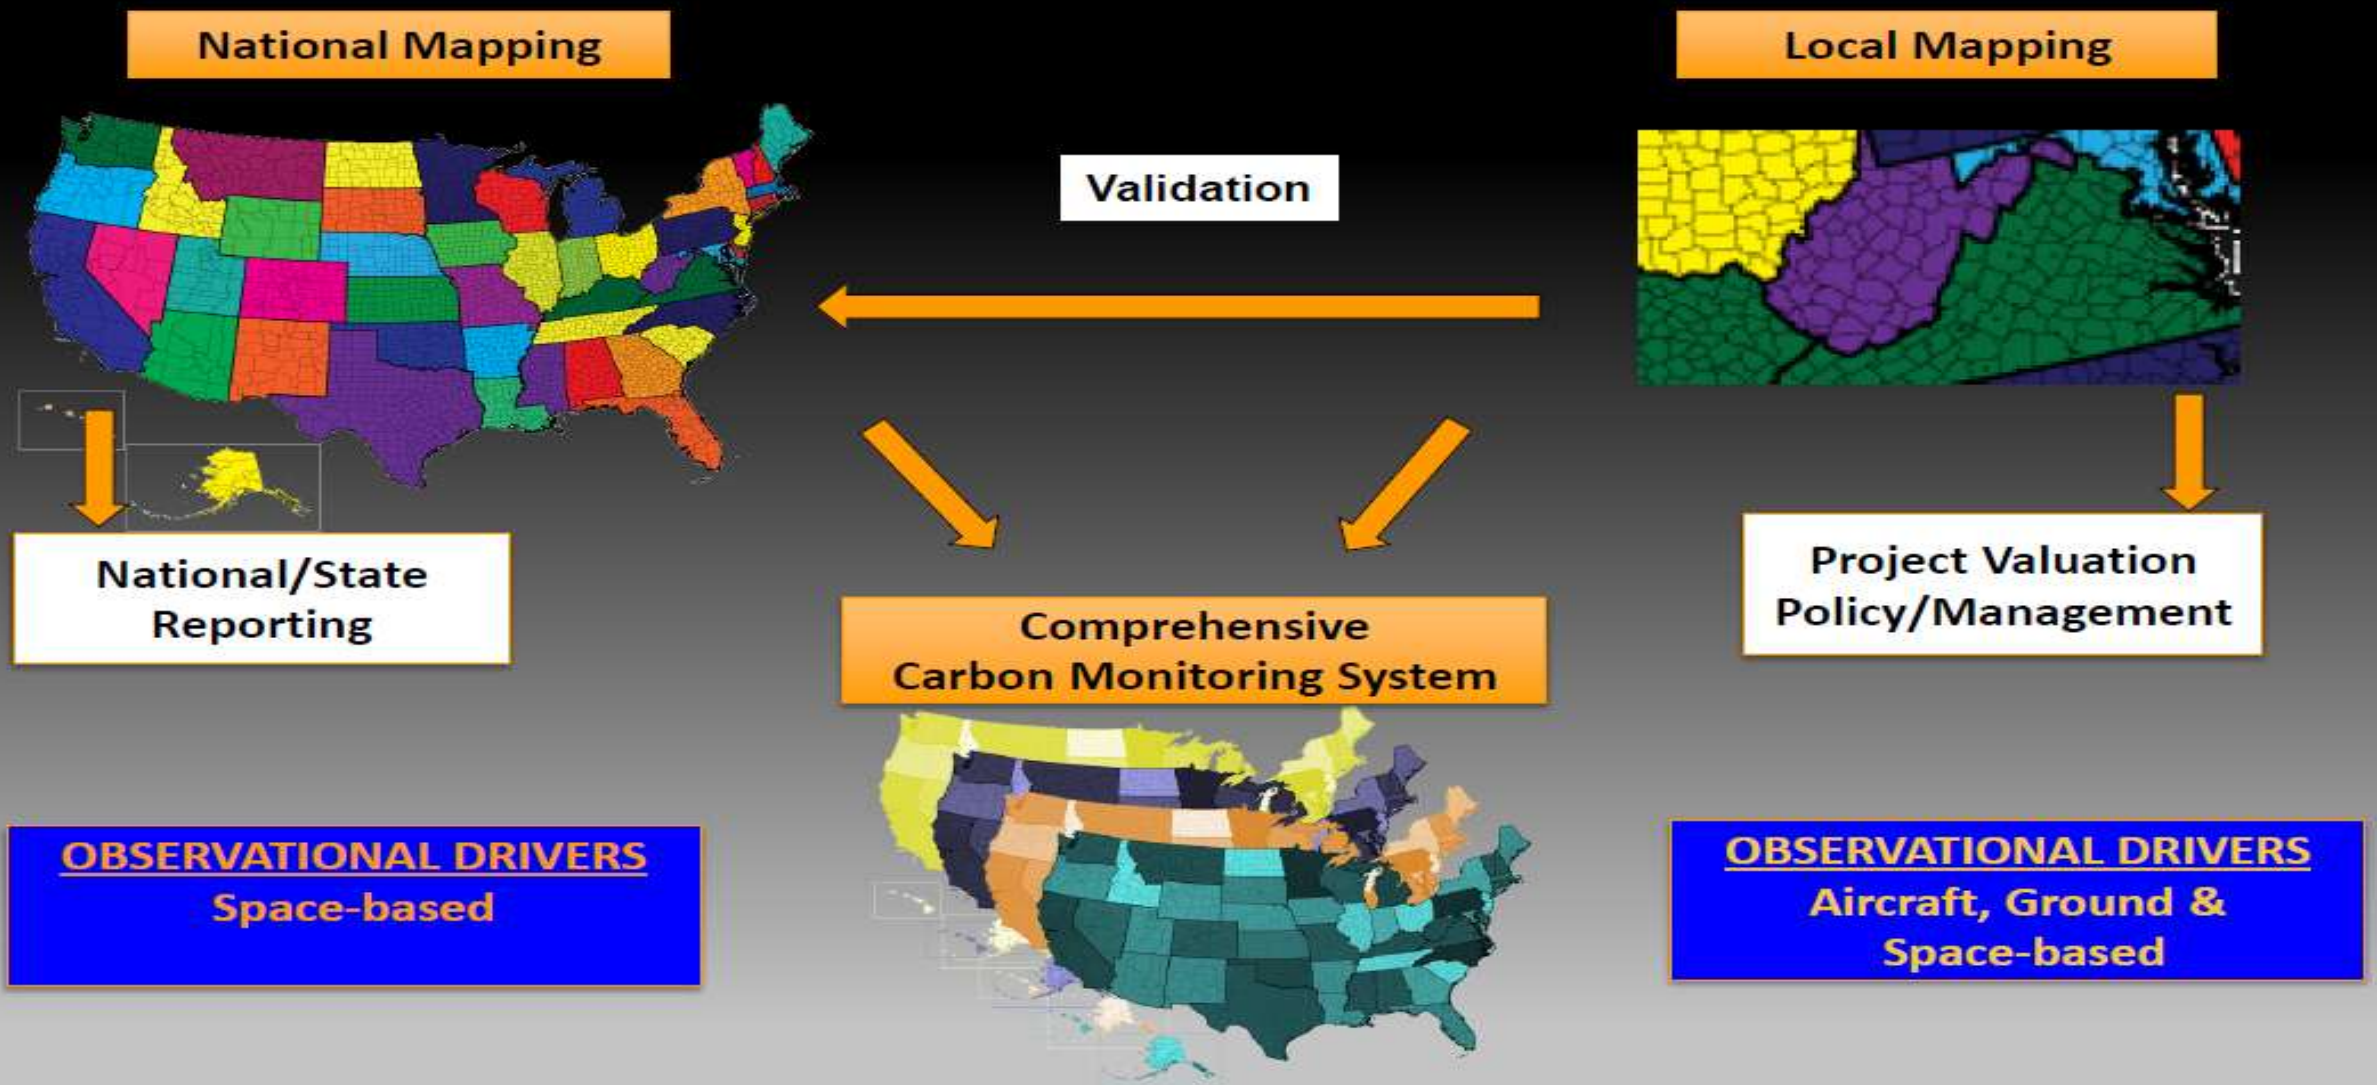 National Mapping
Local Mapping
Validation
National/State
Reporting
Project Valuation
Policy/Management
Comprehensive
Carbon Monitoring System
OBSERVATIONAL DRIVERS
Space-based
OBSERVATIONAL DRIVERS
Aircraft, Ground &
Space-based